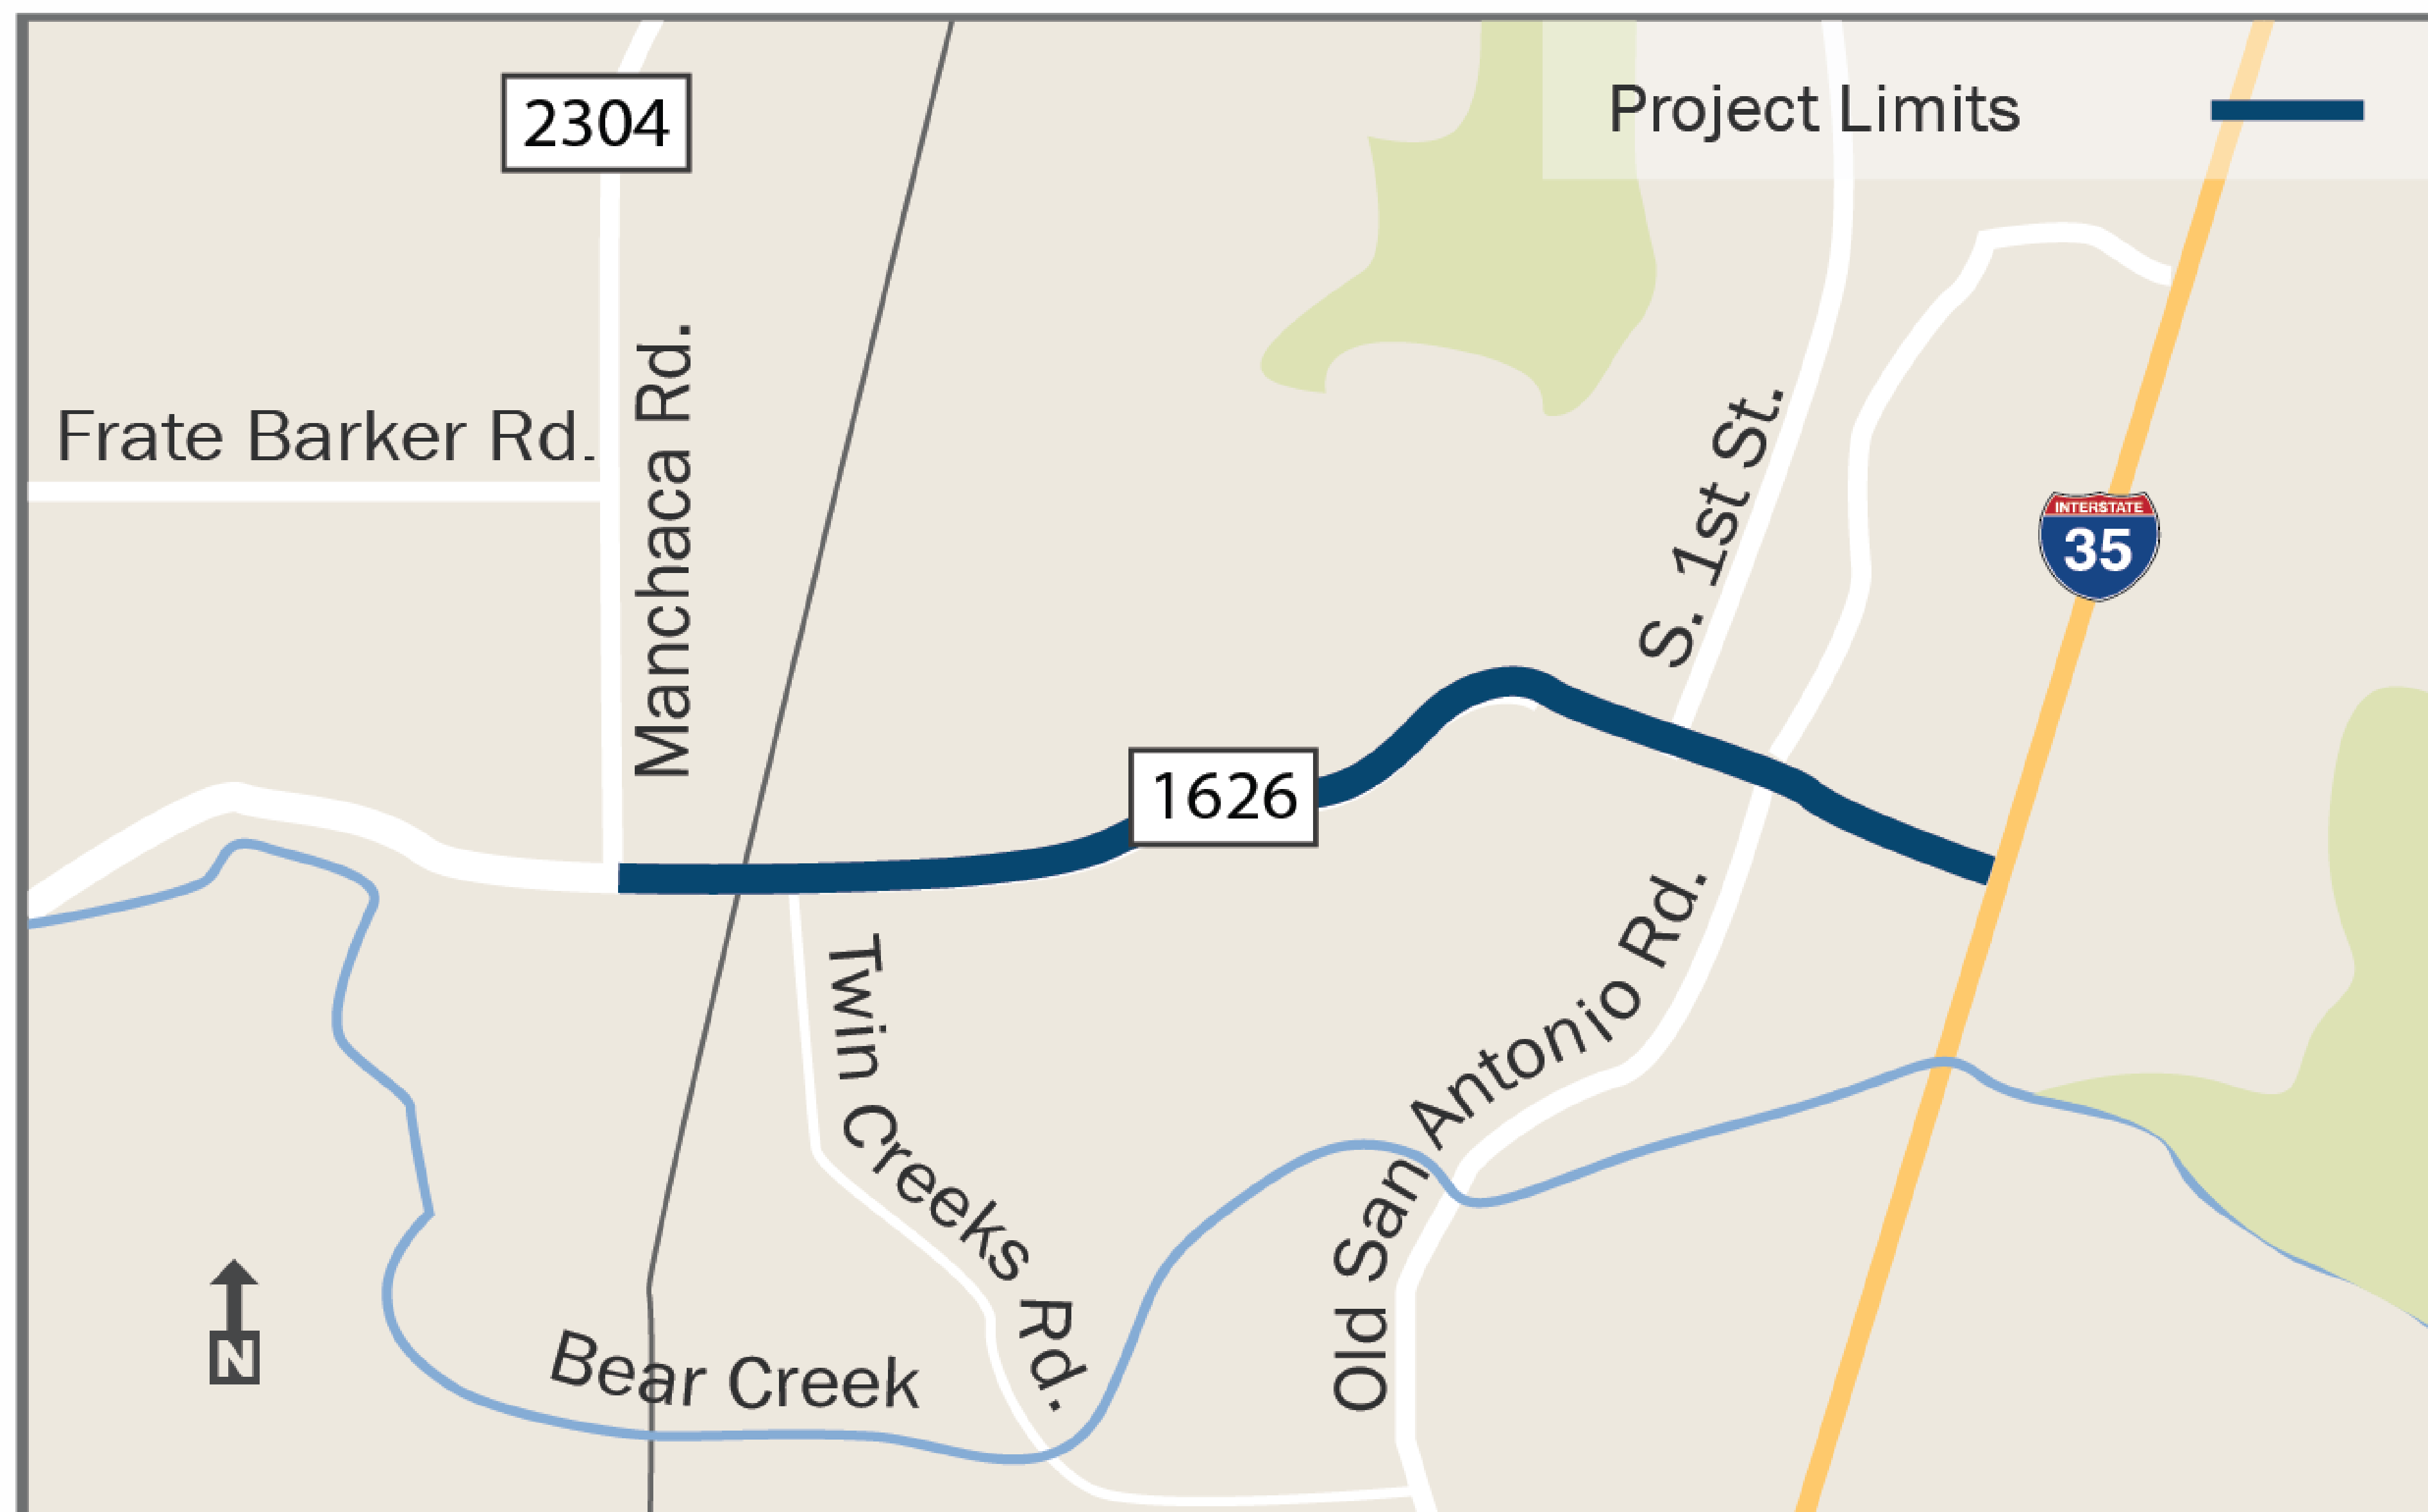 2304
Project Limits
Frate Barker Rd.
Manchaca Rd.
S. 1st St.
INTERSTATE
35
1626
Twin Creeks Rd.
Old San Antonio Rd.
Bear Creek
N